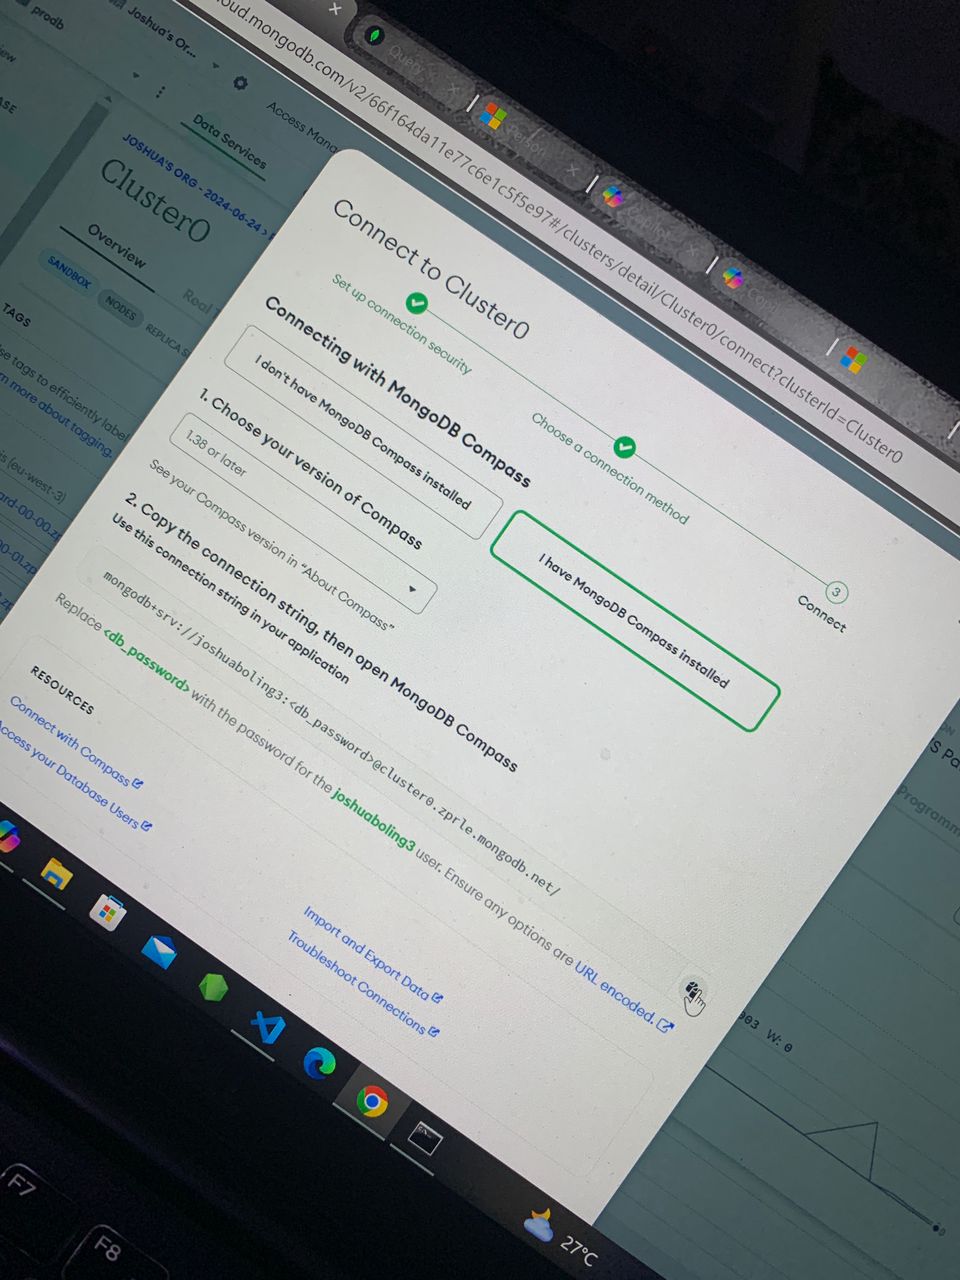 prodb
Joshua's Or...
Access Mana
Data Services
oud.mongodb.com/v2/66f164da11e77c6e1c5f5e97#/clusters/detail/Cluster0/connect?clusterId=Cluster0
JOSHUA'S ORG - 2024-06-24 >
Cluster0
Overview
Real
SANDBOX
NODES
REPLICA S
TAGS
se tags to efficiently label
rn more about tagging.
is (eu-west-3)
ard-00-00.z
00-01.zp
Connect to Cluster0
Set up connection security
Choose a connection method
3
Connect
Connecting with MongoDB Compass
I don't have MongoDB Compass installed
I have MongoDB Compass installed
1. Choose your version of Compass
1.38 or later
See your Compass version in "About Compass"
2. Copy the connection string, then open MongoDB Compass
Use this connection string in your application
mongodb+srv://joshuaboling3:<db_password>@cluster0.zprle.mongodb.net/
Replace <db_password> with the password for the joshuaboling3 user. Ensure any options are URL encoded.
RESOURCES
Connect with Compass
Access your Database Users
Import and Export Data
Troubleshoot Connections
W: 0
Programm
27°C
F7
F8